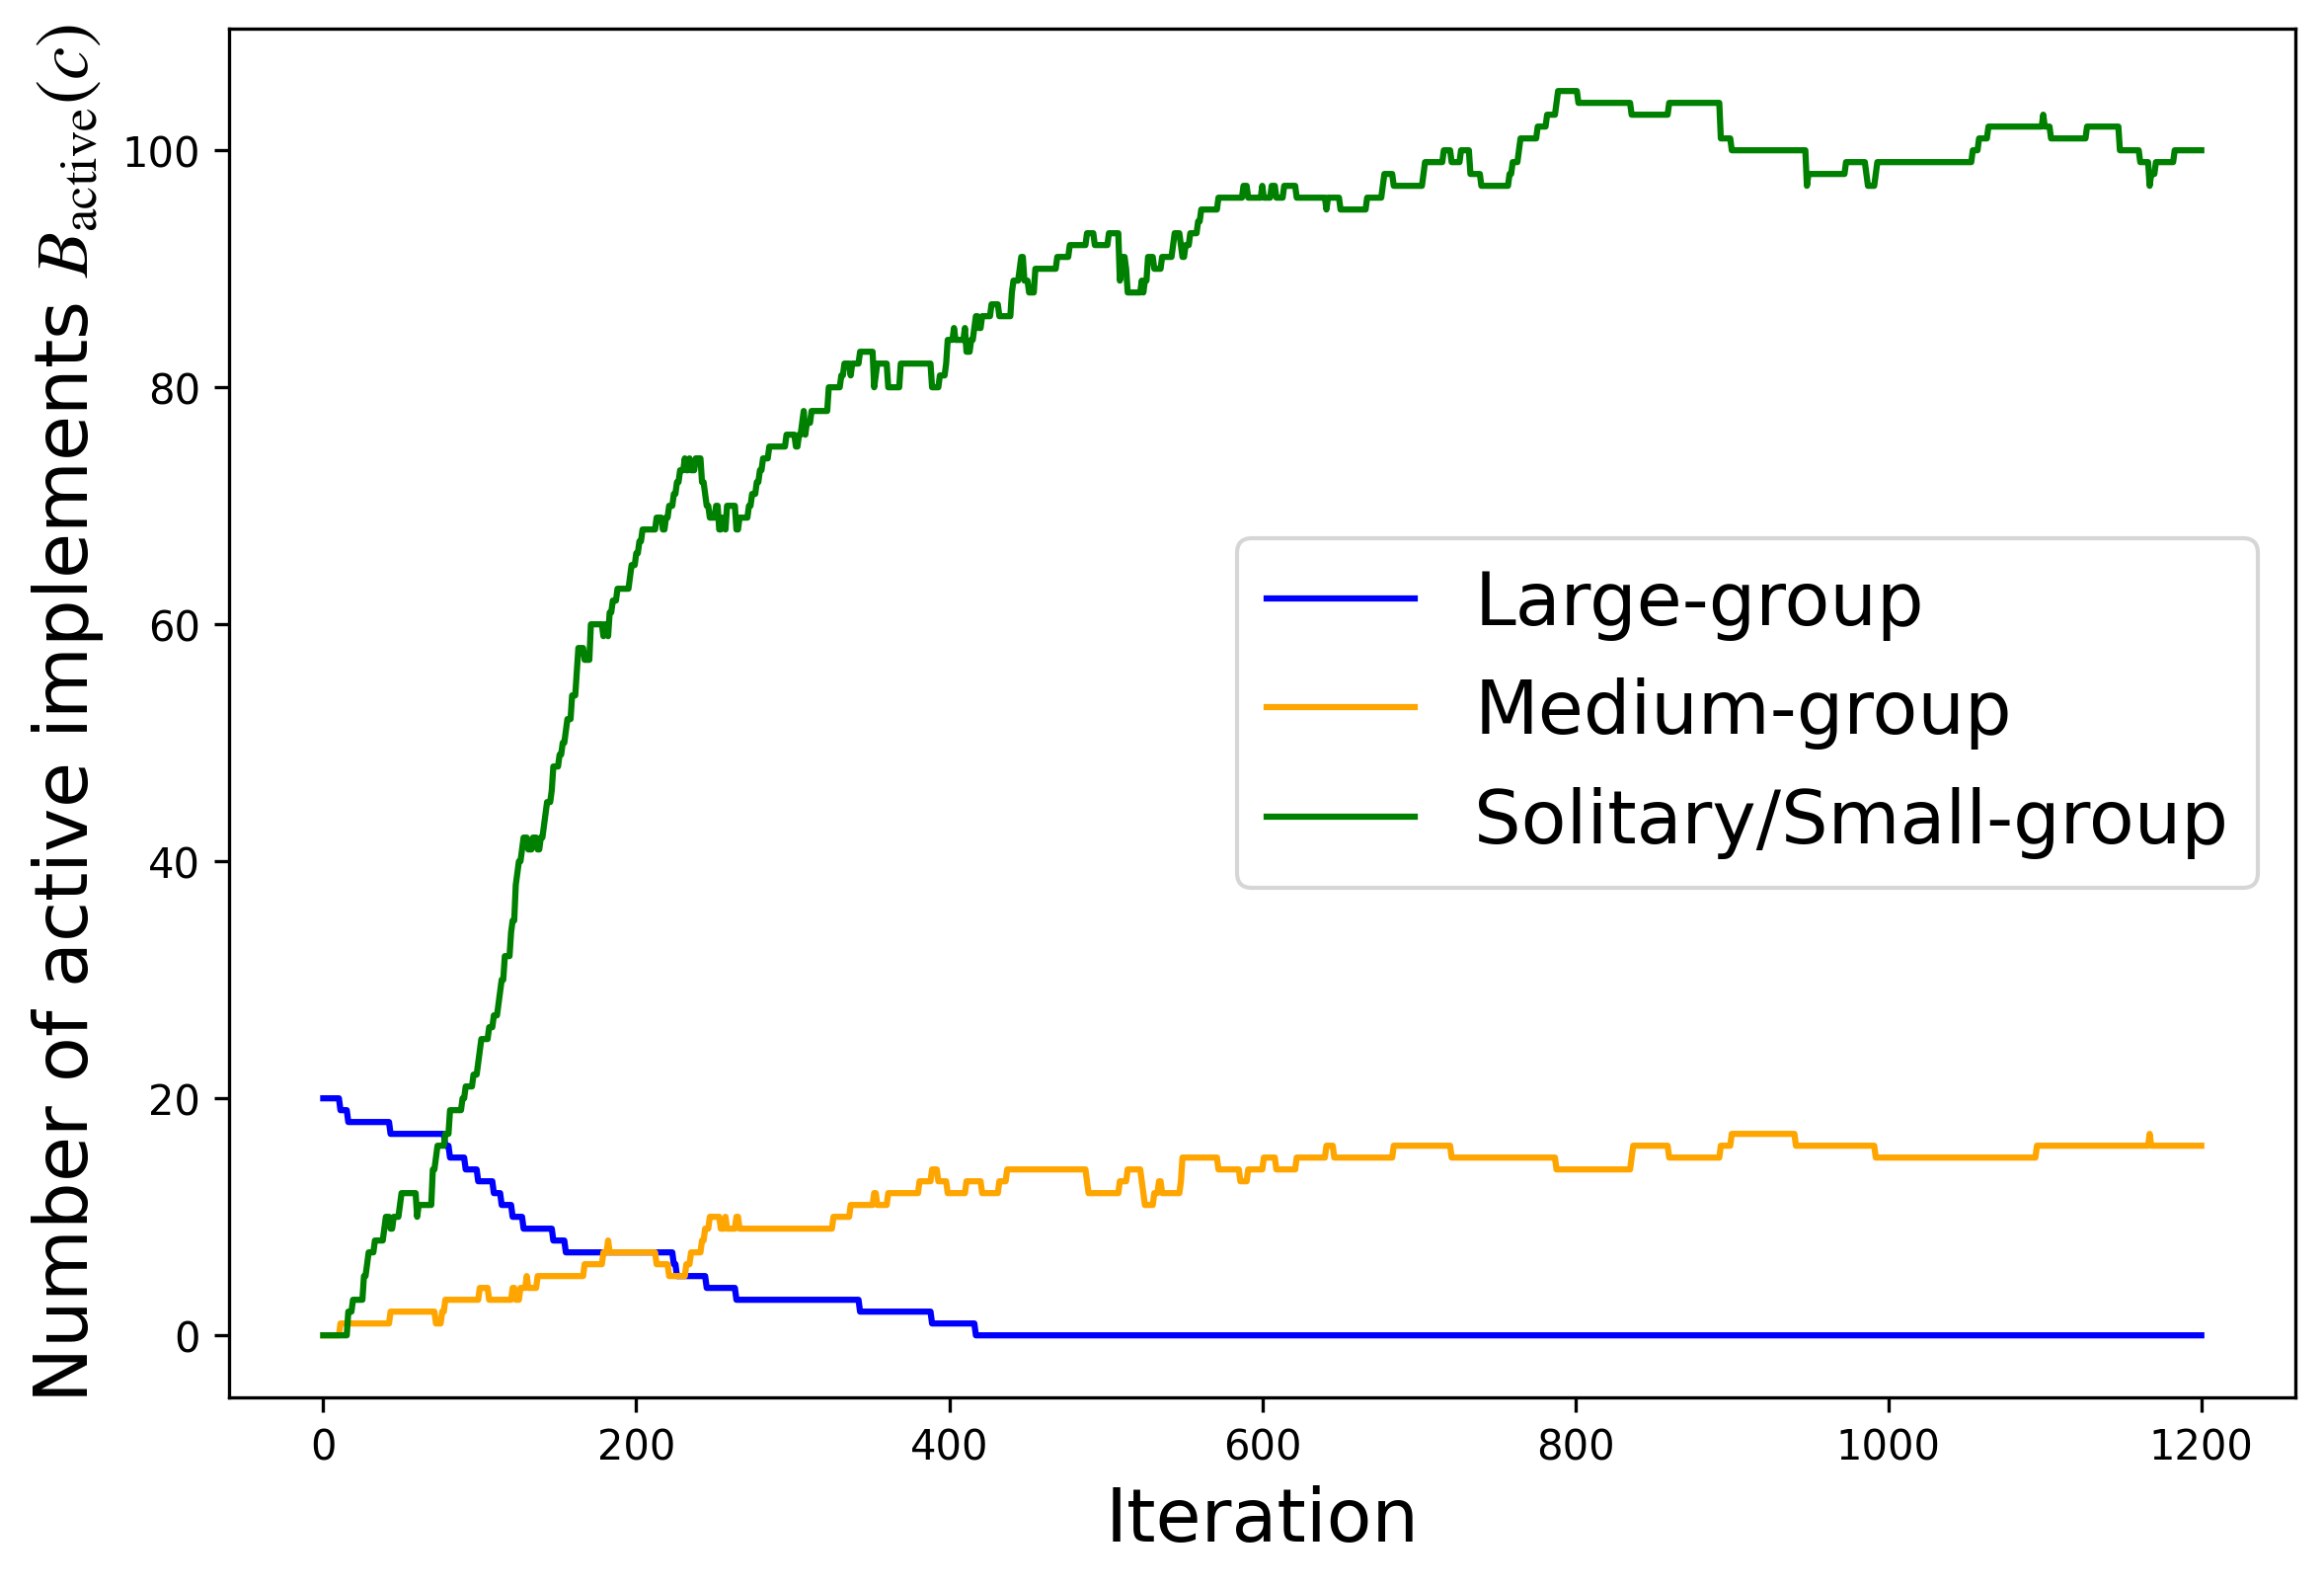 Number of active implements B_active(c)
100
80
60
40
20
0
Large-group
Medium-group
Solitary/Small-group
0 200 400 600 800 1000 1200
Iteration